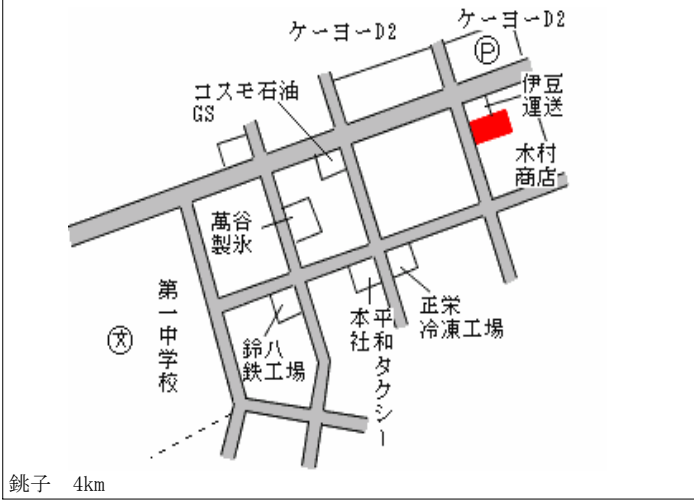 ケーヨーD2
ケーヨーD2
Ⓟ
コスモ石油
GS
伊豆
運送
木村
商店
萬谷
製氷
第一中学校
文
鈴八
鉄工場
平和タクシー
本社
正栄
冷凍工場
銚子 4km